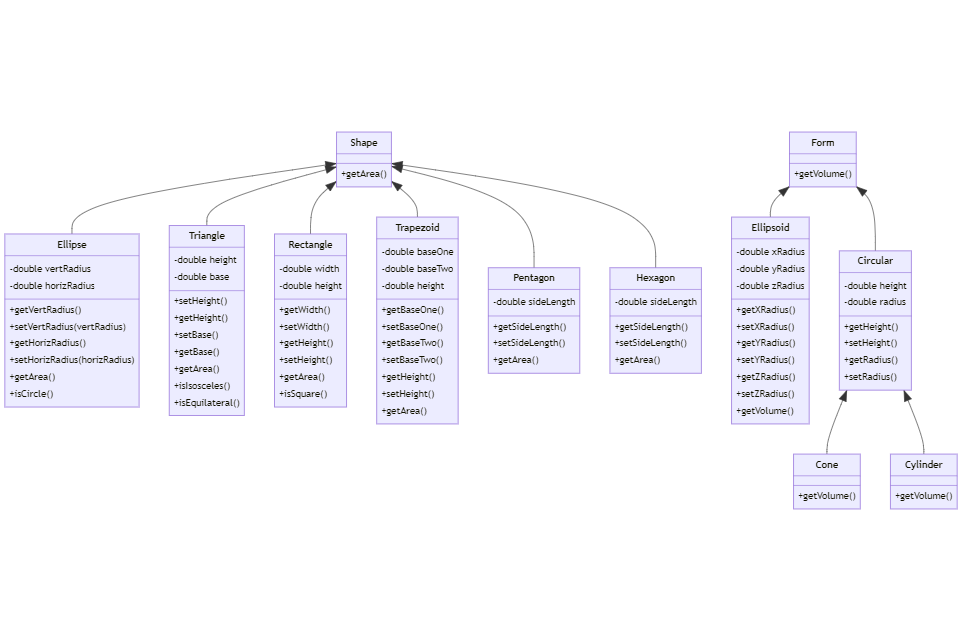 Shape
+getArea()
Form
+getVolume()
Ellipse
-double vertRadius
-double horizRadius
+getVertRadius()
+setVertRadius(vertRadius)
+getHorizRadius()
+setHorizRadius(horizRadius)
+getArea()
+isCircle()
Triangle
-double height
-double base
+setHeight()
+getHeight()
+setBase()
+getBase()
+getArea()
+isIsosceles()
+isEquilateral()
Rectangle
-double width
-double height
+getWidth()
+setWidth()
+getHeight()
+setHeight()
+getArea()
+isSquare()
Trapezoid
-double baseOne
-double baseTwo
-double height
+getBaseOne()
+setBaseOne()
+getBaseTwo()
+setBaseTwo()
+getHeight()
+setHeight()
+getArea()
Pentagon
-double sideLength
+getSideLength()
+setSideLength()
+getArea()
Hexagon
-double sideLength
+getSideLength()
+setSideLength()
+getArea()
Ellipsoid
-double xRadius
-double yRadius
-double zRadius
+getXRadius()
+setXRadius()
+getYRadius()
+setYRadius()
+getZRadius()
+setZRadius()
+getVolume()
Circular
-double height
-double radius
+getHeight()
+setHeight()
+getRadius()
+setRadius()
Cone
+getVolume()
Cylinder
+getVolume()